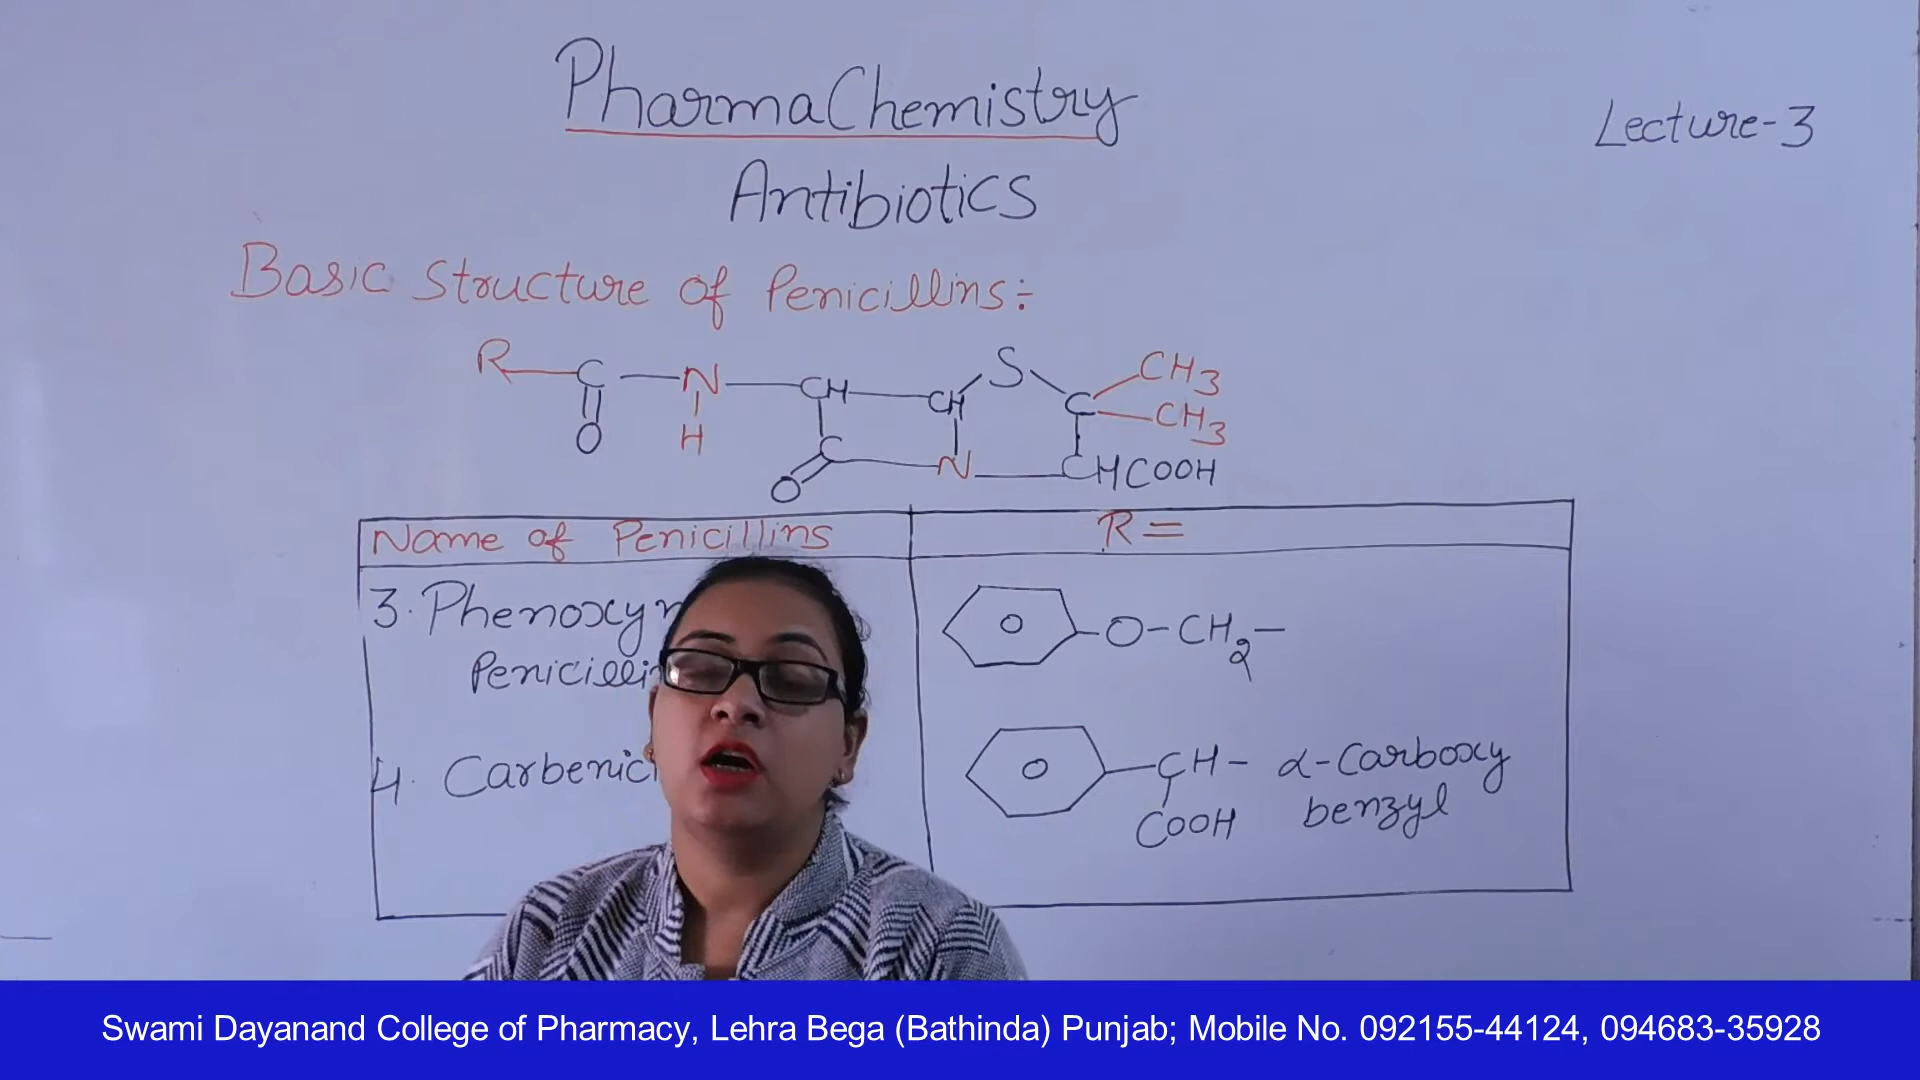 PharmaChemistry
Lecture-3
Antibiotics
Basic Structure of Penicillins:
R C N CH CH S C CH3
CH3
O H C O N CHCOOH
Name of Penicillins R =
3. O-CH2-
Penicilli
4. CH- α-Carboxy
COOH benzyl
Swami Dayanand College of Pharmacy, Lehra Bega (Bathinda) Punjab; Mobile No. 092155-44124, 094683-35928